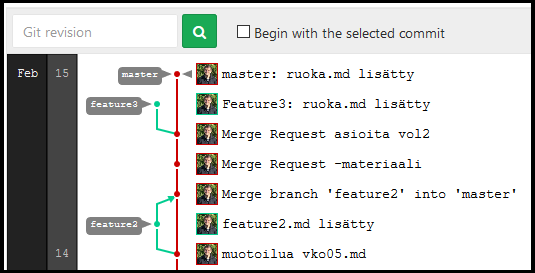 Git revision
Begin with the selected commit
Feb 15 master master: ruoka.md lisätty
feature3 Feature3: ruoka.md lisätty
Merge Request asioita vol2
Merge Request -materiaali
Merge branch 'feature2' into 'master'
feature2 feature2.md lisätty
14 muotoilua vko05.md